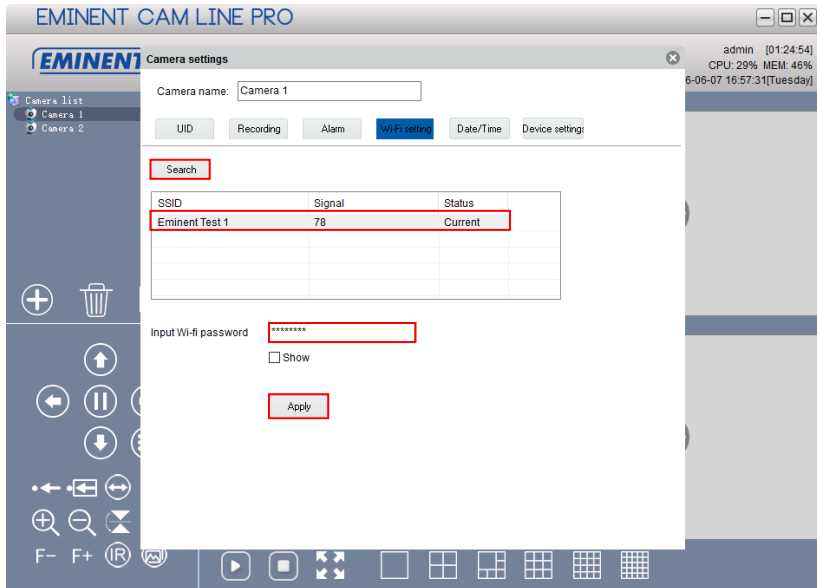 EMINENT CAM LINE PRO
EMINENT
admin [01:24:54]
CPU: 29% MEM: 46%
6-06-07 16:57:31[Tuesday]
Camera list
Camera 1
Camera 2
Camera settings
Camera name: Camera 1
UID Recording Alarm Wi-Fi setting Date/Time Device settings
Search
SSID Signal Status
Eminent Test 1 78 Current
Input Wi-fi password ********
Show
Apply
F- F+ IR